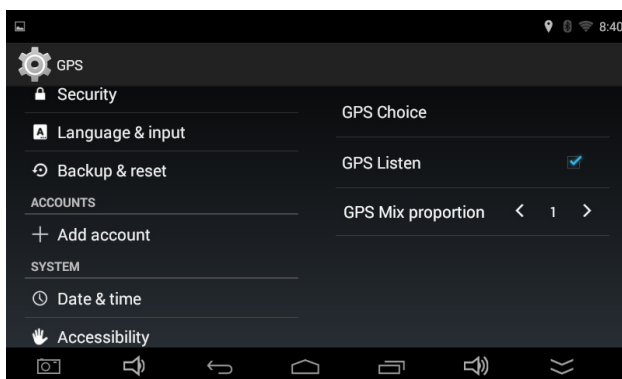 8:40
GPS
Security
Language & input
Backup & reset
ACCOUNTS
Add account
SYSTEM
Date & time
Accessibility
GPS Choice
GPS Listen
GPS Mix proportion < 1 >